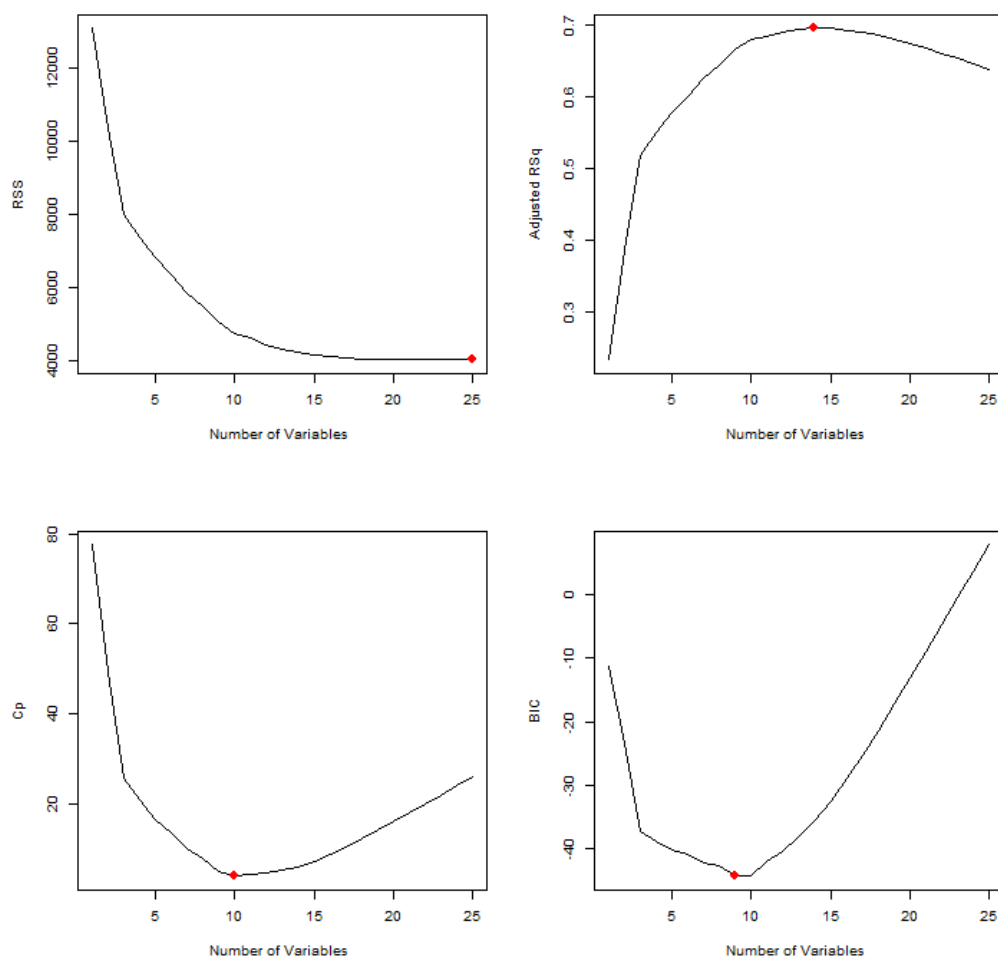 RSS
12000
10000
8000
6000
4000
5 10 15 20 25
Number of Variables
Adjusted RSq
0.7
0.6
0.5
0.4
0.3
5 10 15 20 25
Number of Variables
Cp
80
60
40
20
5 10 15 20 25
Number of Variables
BIC
0
-10
-20
-30
-40
5 10 15 20 25
Number of Variables